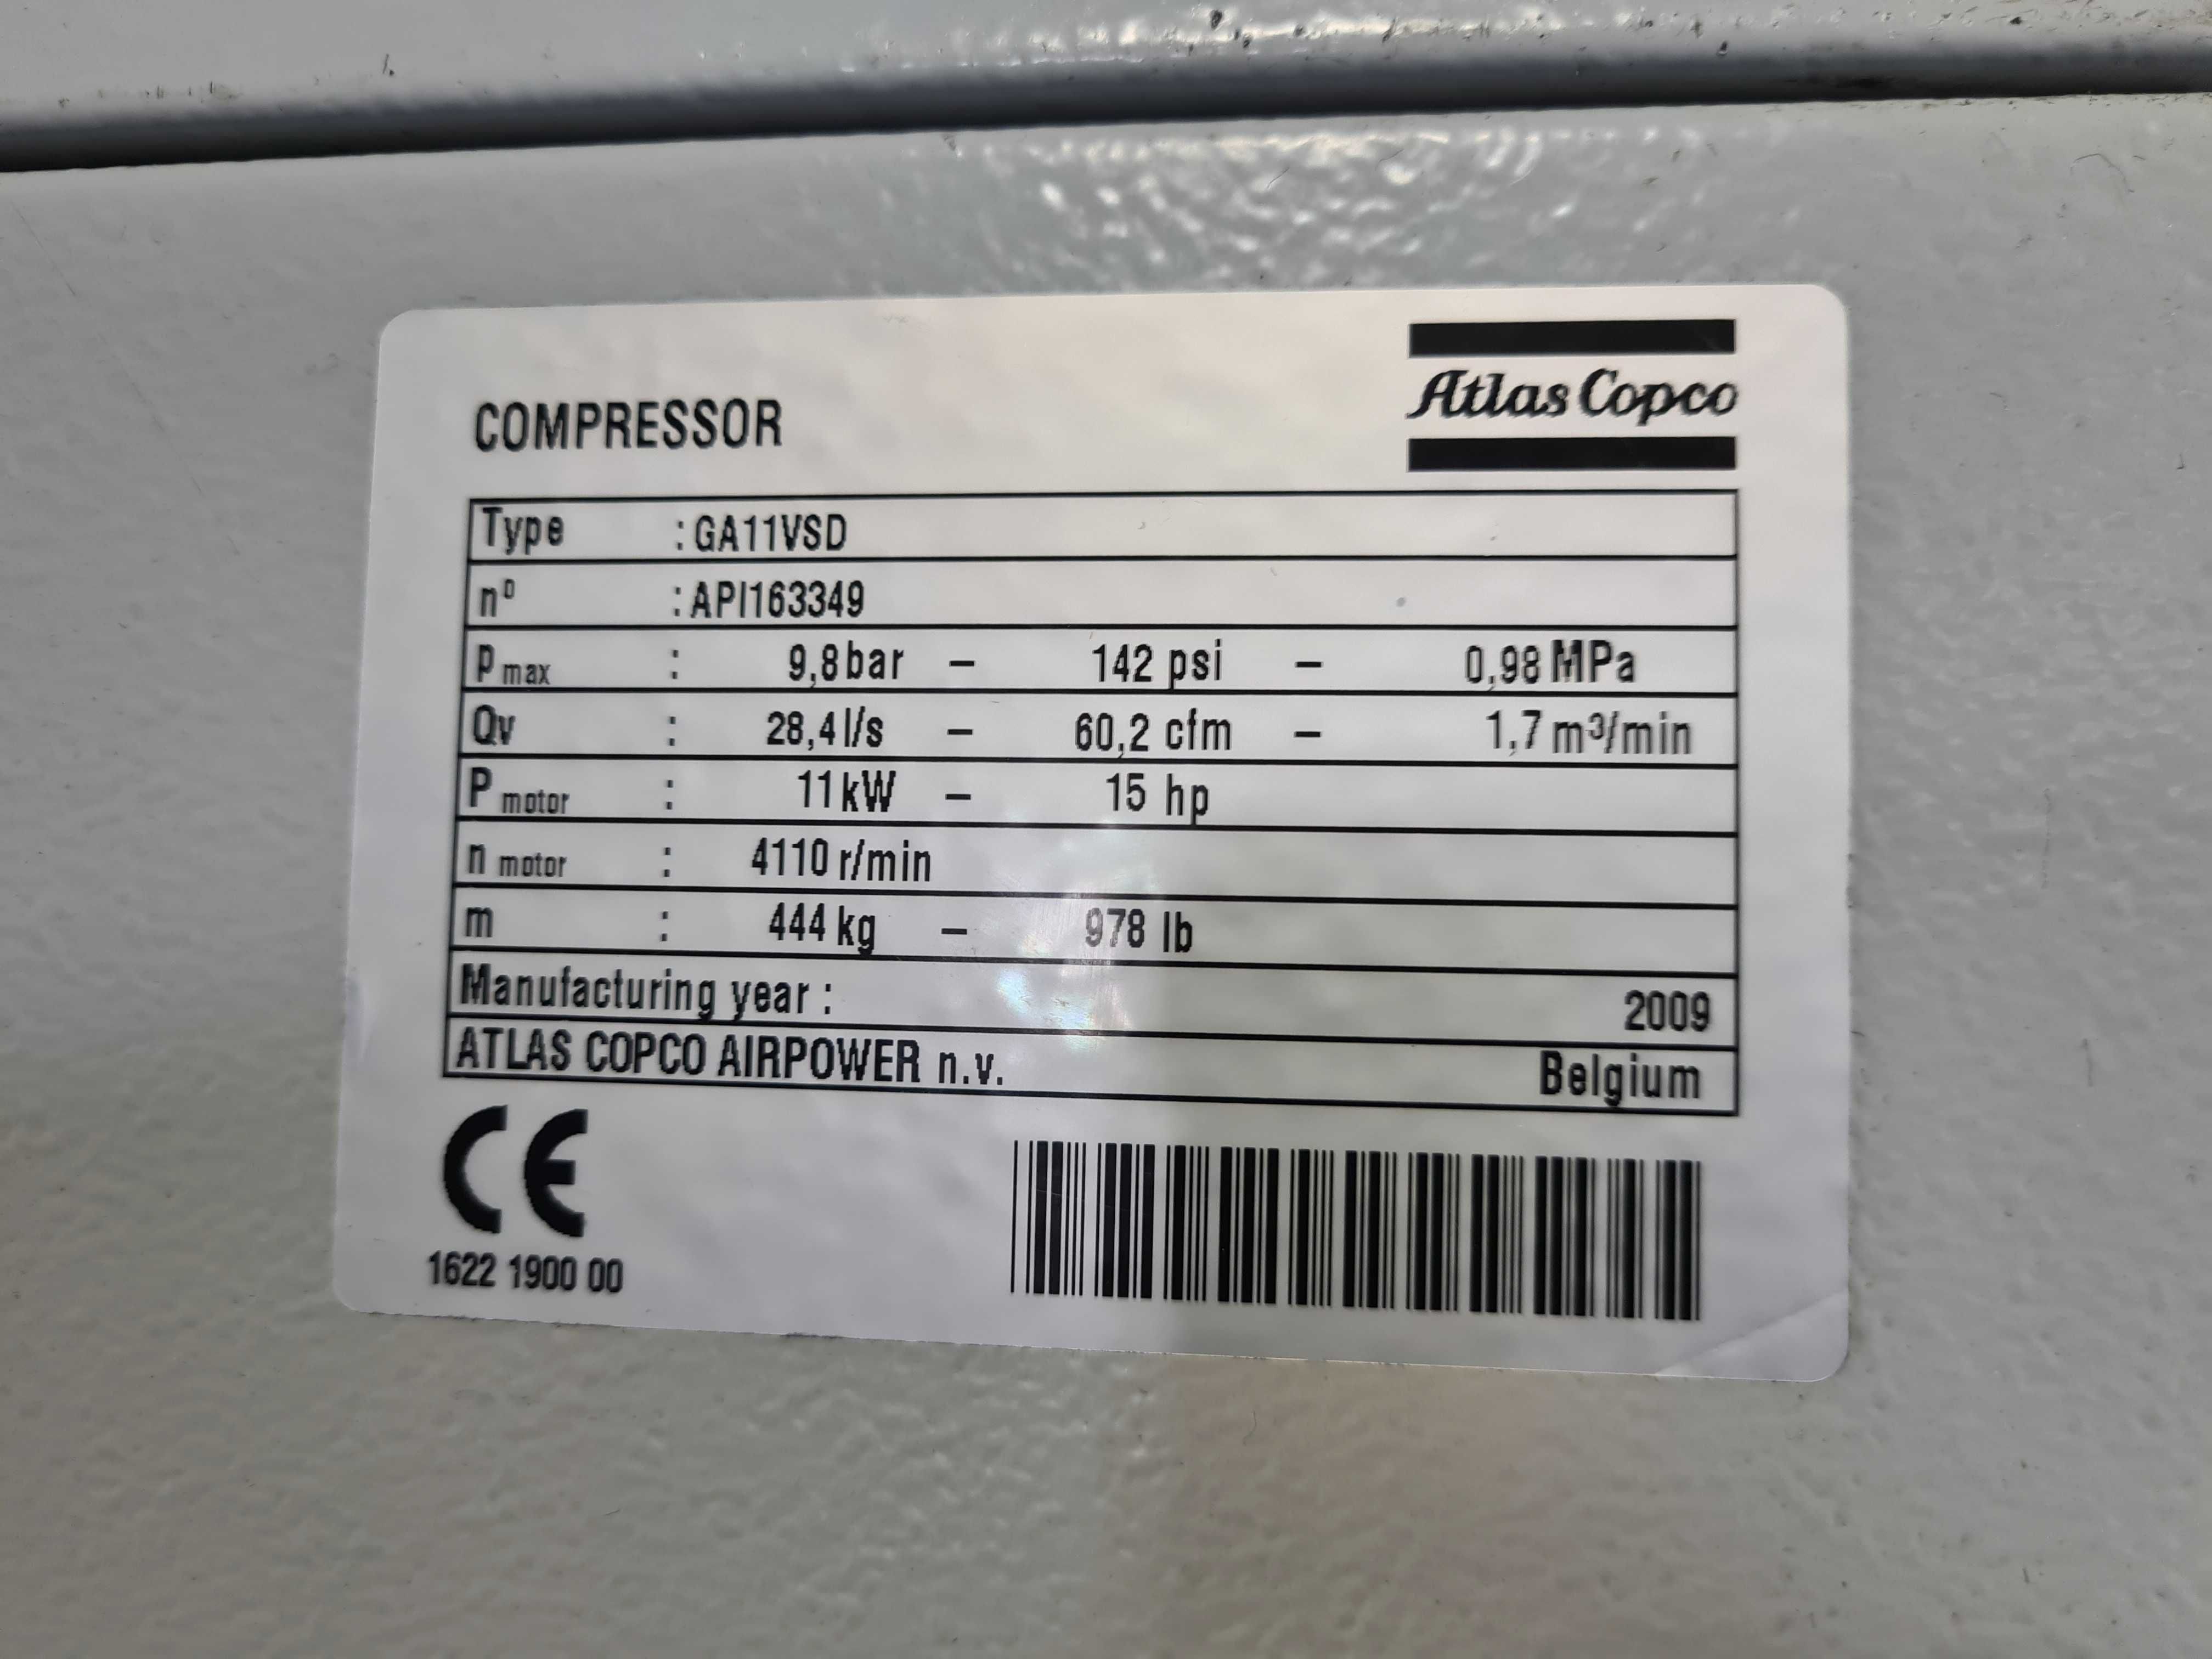 Atlas Copco
COMPRESSOR
Type : GA11VSD
nº : API163349
P max : 9,8 bar – 142 psi – 0,98 MPa
Qv : 28,4 l/s – 60,2 cfm – 1,7 m³/min
P motor : 11 kW – 15 hp
n motor : 4110 r/min
m : 444 kg – 978 lb
Manufacturing year : 2009
ATLAS COPCO AIRPOWER n.v. Belgium
CE
1622 1900 00